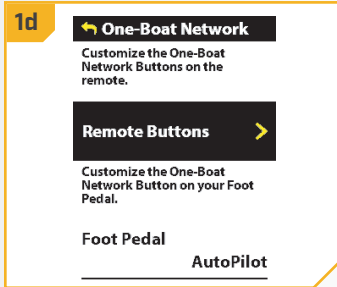 1d
One-Boat Network
Customize the One-Boat
Network Buttons on the
remote.
Remote Buttons
Customize the One-Boat
Network Button on your Foot
Pedal.
Foot Pedal
AutoPilot